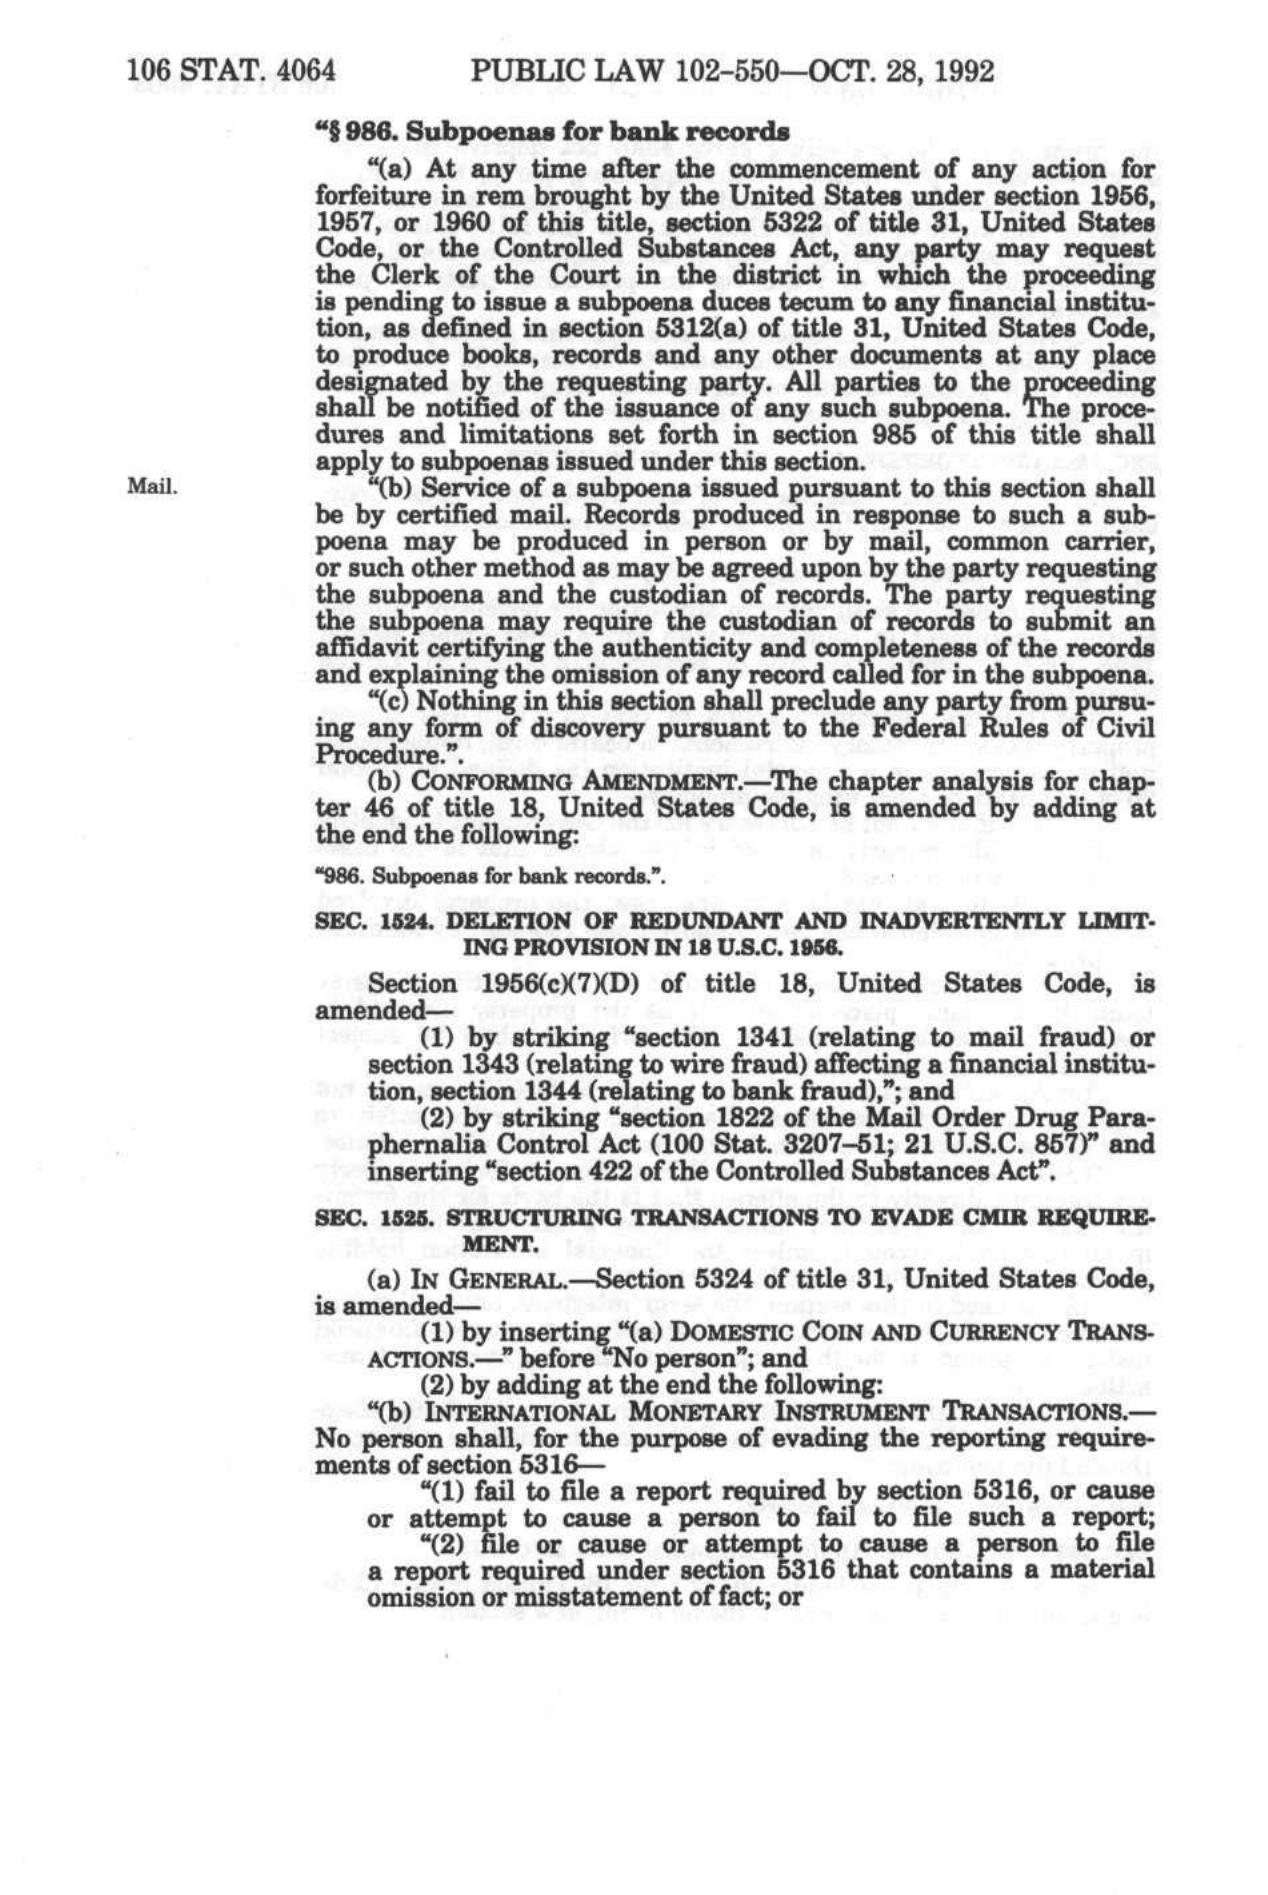 106 STAT. 4064 PUBLIC LAW 102–550—OCT. 28, 1992
“§ 986. Subpoenas for bank records
“(a) At any time after the commencement of any action for
forfeiture in rem brought by the United States under section 1956,
1957, or 1960 of this title, section 5322 of title 31, United States
Code, or the Controlled Substances Act, any party may request
the Clerk of the Court in the district in which the proceeding
is pending to issue a subpoena duces tecum to any financial institu-
tion, as defined in section 5312(a) of title 31, United States Code,
to produce books, records and any other documents at any place
designated by the requesting party. All parties to the proceeding
shall be notified of the issuance of any such subpoena. The proce-
dures and limitations set forth in section 985 of this title shall
apply to subpoenas issued under this section.
Mail.
“(b) Service of a subpoena issued pursuant to this section shall
be by certified mail. Records produced in response to such a sub-
poena may be produced in person or by mail, common carrier,
or such other method as may be agreed upon by the party requesting
the subpoena and the custodian of records. The party requesting
the subpoena may require the custodian of records to submit an
affidavit certifying the authenticity and completeness of the records
and explaining the omission of any record called for in the subpoena.
“(c) Nothing in this section shall preclude any party from pursu-
ing any form of discovery pursuant to the Federal Rules of Civil
Procedure.”.
(b) CONFORMING AMENDMENT.—The chapter analysis for chap-
ter 46 of title 18, United States Code, is amended by adding at
the end the following:
“986. Subpoenas for bank records.”.
SEC. 1524. DELETION OF REDUNDANT AND INADVERTENTLY LIMIT-
ING PROVISION IN 18 U.S.C. 1956.
Section 1956(c)(7)(D) of title 18, United States Code, is
amended—
(1) by striking “section 1341 (relating to mail fraud) or
section 1343 (relating to wire fraud) affecting a financial institu-
tion, section 1344 (relating to bank fraud),”; and
(2) by striking “section 1822 of the Mail Order Drug Para-
phernalia Control Act (100 Stat. 3207–51; 21 U.S.C. 857)” and
inserting “section 422 of the Controlled Substances Act”.
SEC. 1525. STRUCTURING TRANSACTIONS TO EVADE CMIR REQUIRE-
MENT.
(a) IN GENERAL.—Section 5324 of title 31, United States Code,
is amended—
(1) by inserting “(a) DOMESTIC COIN AND CURRENCY TRANS-
ACTIONS.—” before “No person”; and
(2) by adding at the end the following:
“(b) INTERNATIONAL MONETARY INSTRUMENT TRANSACTIONS.—
No person shall, for the purpose of evading the reporting require-
ments of section 5316—
“(1) fail to file a report required by section 5316, or cause
or attempt to cause a person to fail to file such a report;
“(2) file or cause or attempt to cause a person to file
a report required under section 5316 that contains a material
omission or misstatement of fact; or